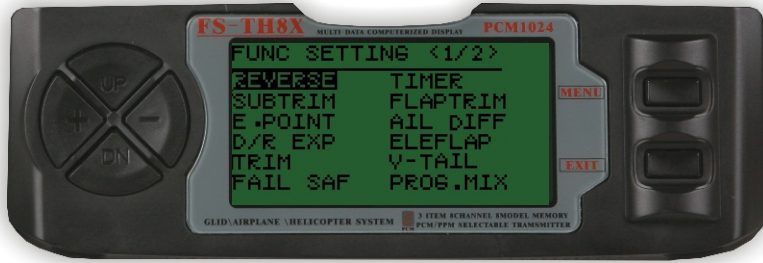 FS-TH8X MULTI DATA COMPUTERIZED DISPLAY PCM1024
FUNC SETTING <1/2>
REVERSE TIMER
SUBTRIM FLAPTRIM
E.POINT AIL DIFF
D/R EXP ELEFLAP
TRIM V-TAIL
FAIL SAF PROG.MIX
UP
+ -
DN
MENU
EXIT
GLID\AIRPLANE \HELICOPTER SYSTEM
PCM
3 ITEM 8CHANNEL 8MODEL MEMORY
PCM/PPM SELECTABLE TRAMSMITTER